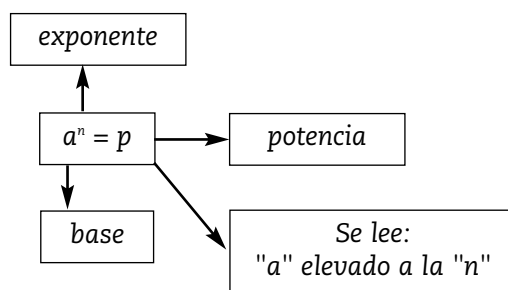 exponente
aⁿ = p
potencia
base
Se lee:
"a" elevado a la "n"